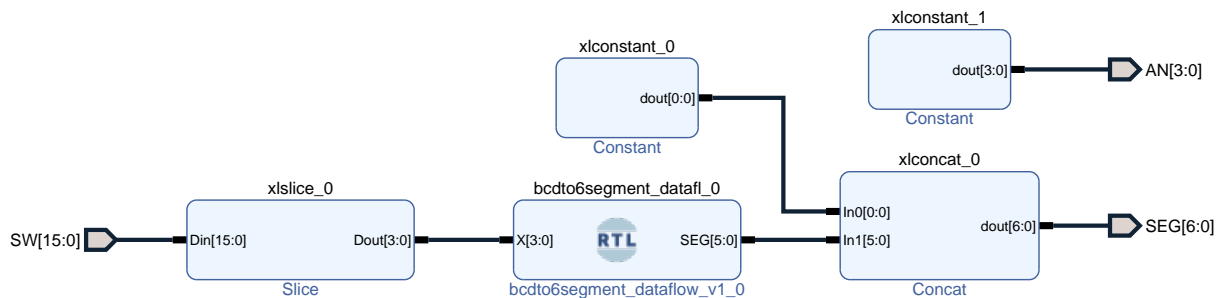 xlconstant_1
xlconstant_0
dout[3:0]
AN[3:0]
dout[0:0]
Constant
Constant
xlconcat_0
xlslice_0
bcdto6segment_datafl_0
In0[0:0]
dout[6:0]
SEG[6:0]
SW[15:0]
Din[15:0]
Dout[3:0]
X[3:0]
RTL
SEG[5:0]
In1[5:0]
Slice
bcdto6segment_dataflow_v1_0
Concat